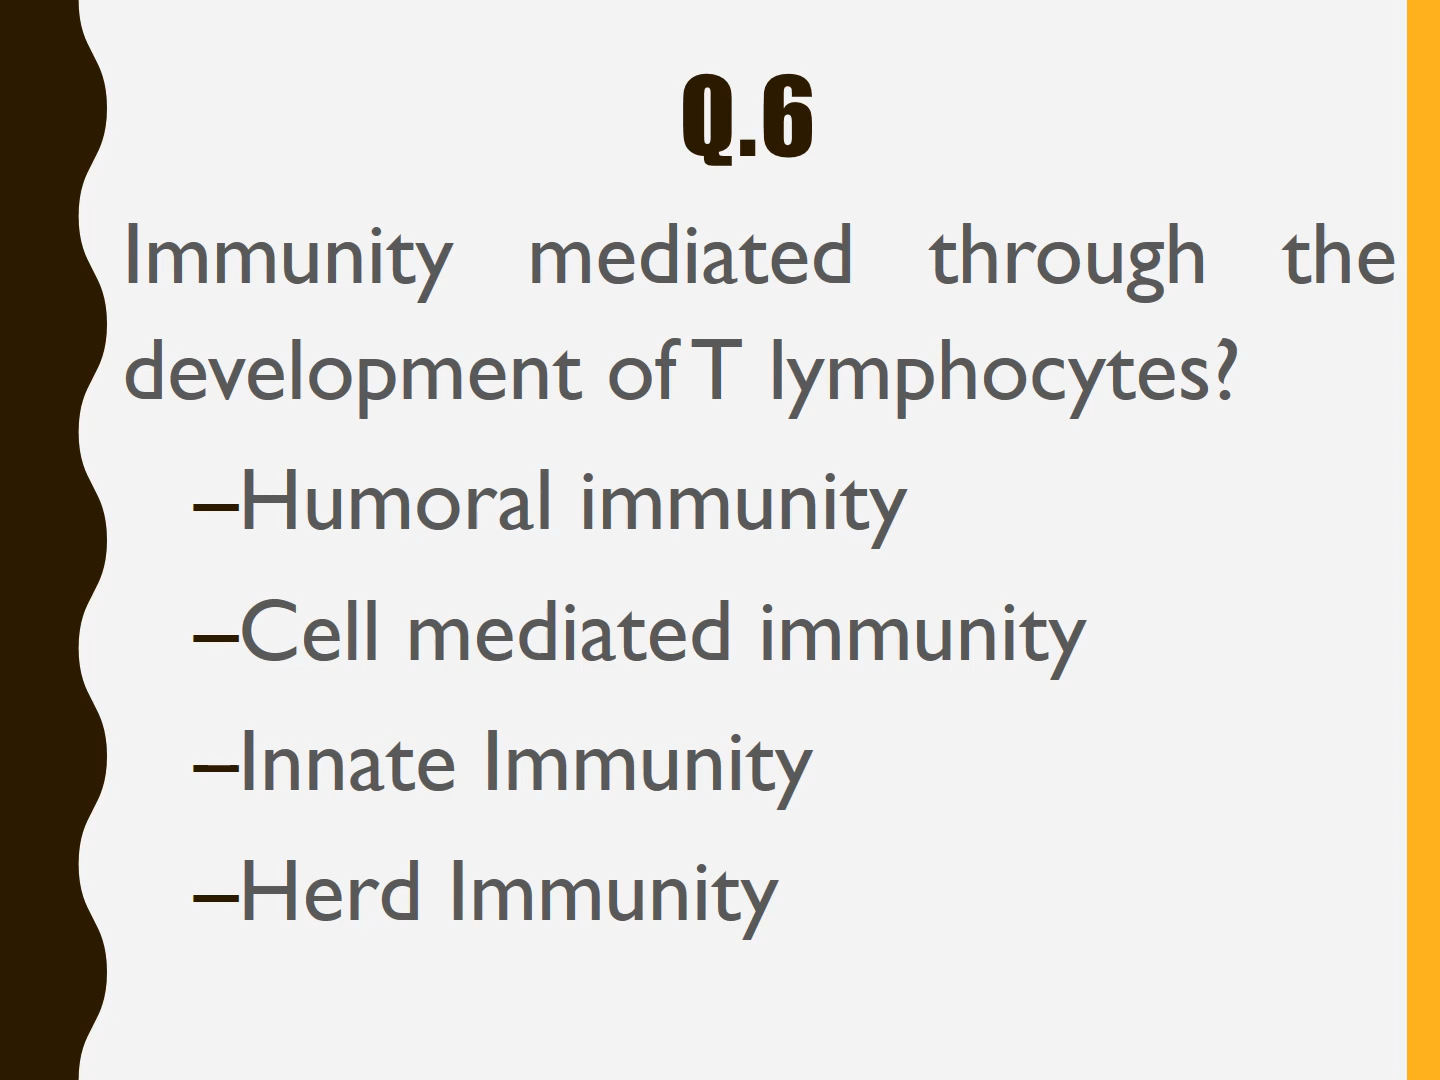 Q.6
Immunity mediated through the
development of T lymphocytes?
–Humoral immunity
–Cell mediated immunity
–Innate Immunity
–Herd Immunity